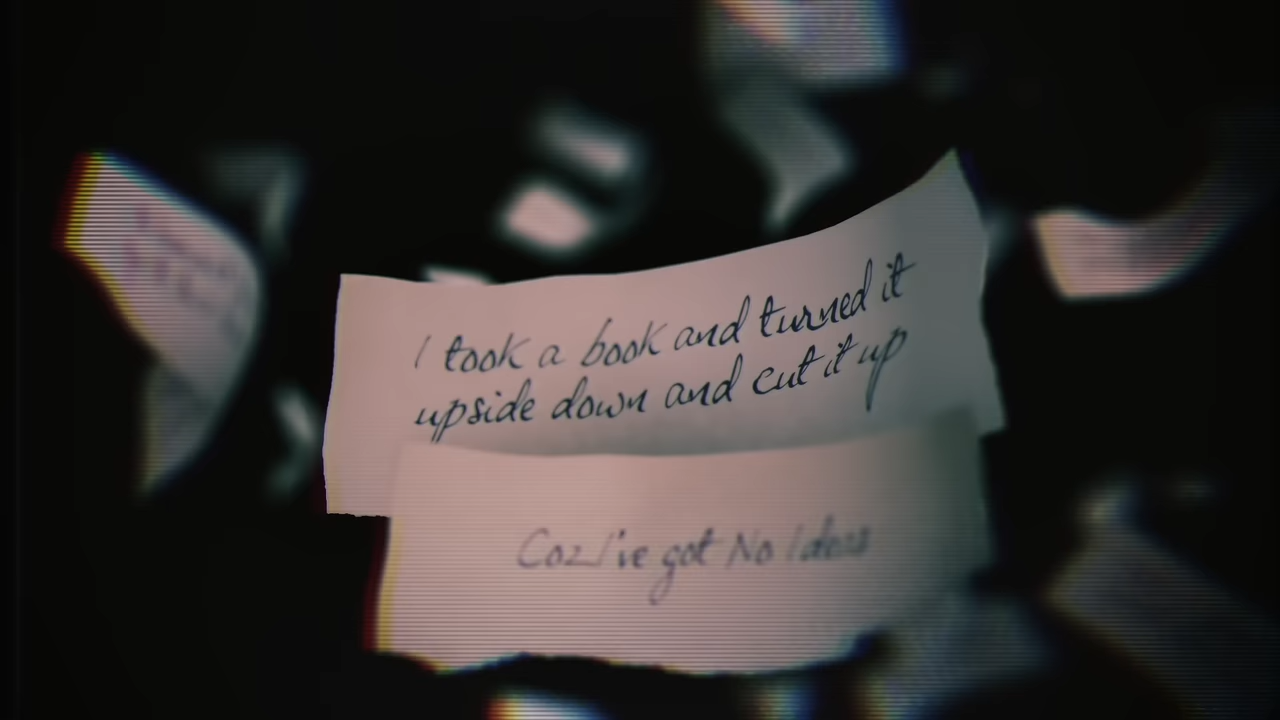 I took a book and turned it
upside down and cut it up
Coz I've got No Ideas